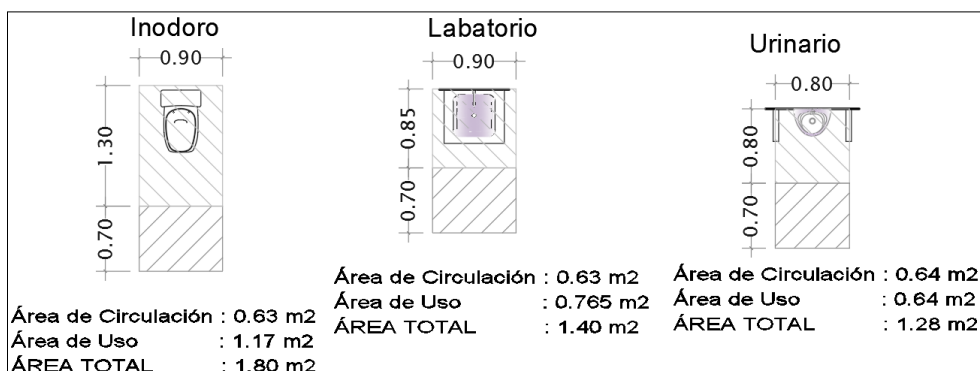 Inodoro
0.90
1.30
0.70
Área de Circulación : 0.63 m2
Área de Uso : 1.17 m2
ÁREA TOTAL : 1.80 m2
Labatorio
0.90
0.85
0.70
Área de Circulación : 0.63 m2
Área de Uso : 0.765 m2
ÁREA TOTAL : 1.40 m2
Urinario
0.80
0.80
0.70
Área de Circulación : 0.64 m2
Área de Uso : 0.64 m2
ÁREA TOTAL : 1.28 m2